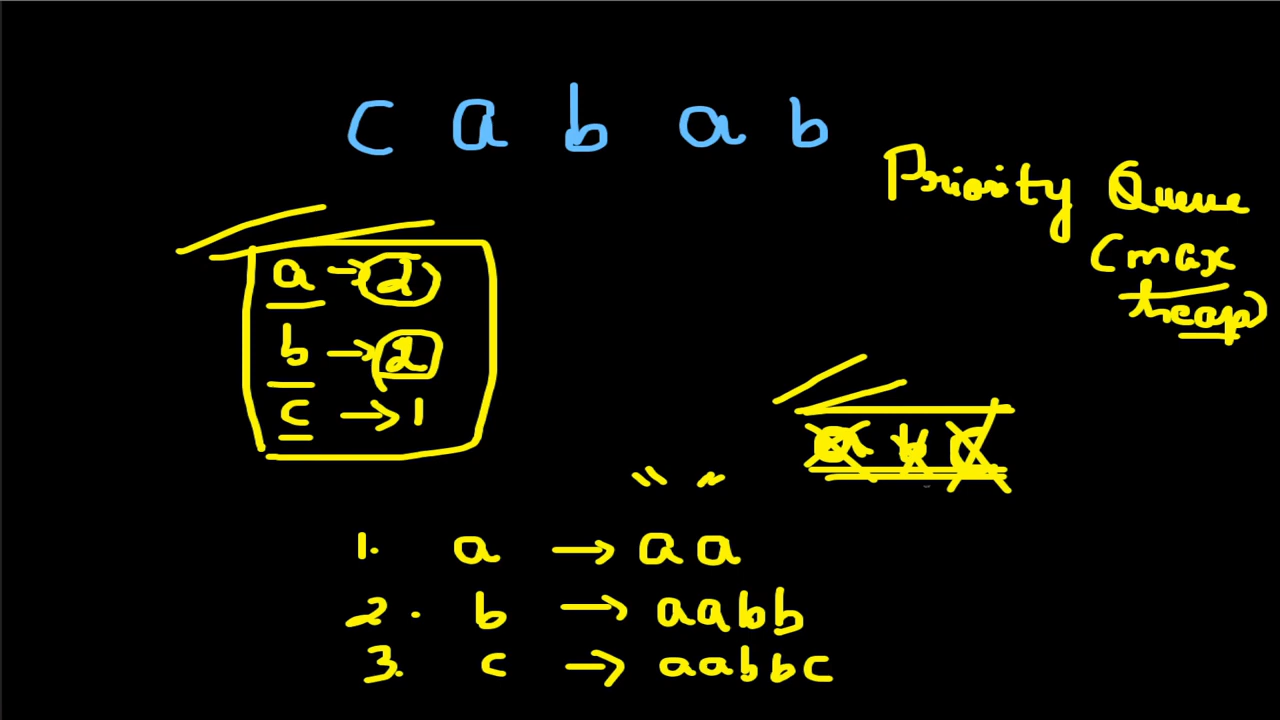 c a b a b
Priority Queue
(max
heap)
a → 2
b → 2
c → 1
a b c
" "
1. a → aa
2. b → aabb
3. c → aabbc